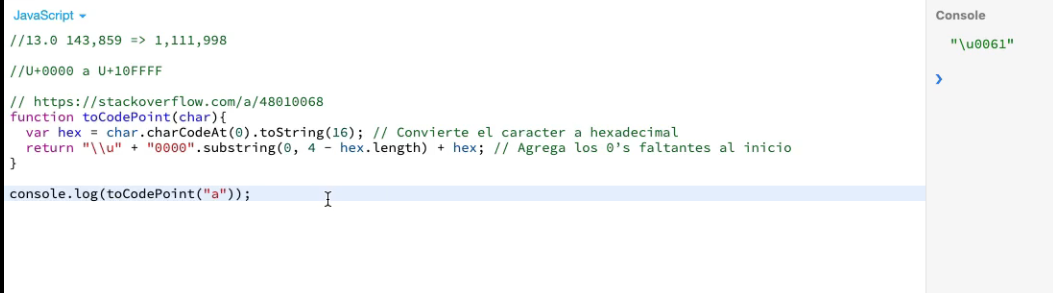 JavaScript
//13.0 143,859 => 1,111,998
//U+0000 a U+10FFFF
// https://stackoverflow.com/a/48010068
function toCodePoint(char){
  var hex = char.charCodeAt(0).toString(16); // Convierte el caracter a hexadecimal
  return "\\u" + "0000".substring(0, 4 - hex.length) + hex; // Agrega los 0’s faltantes al inicio
}
console.log(toCodePoint("a"));
Console
"\u0061"